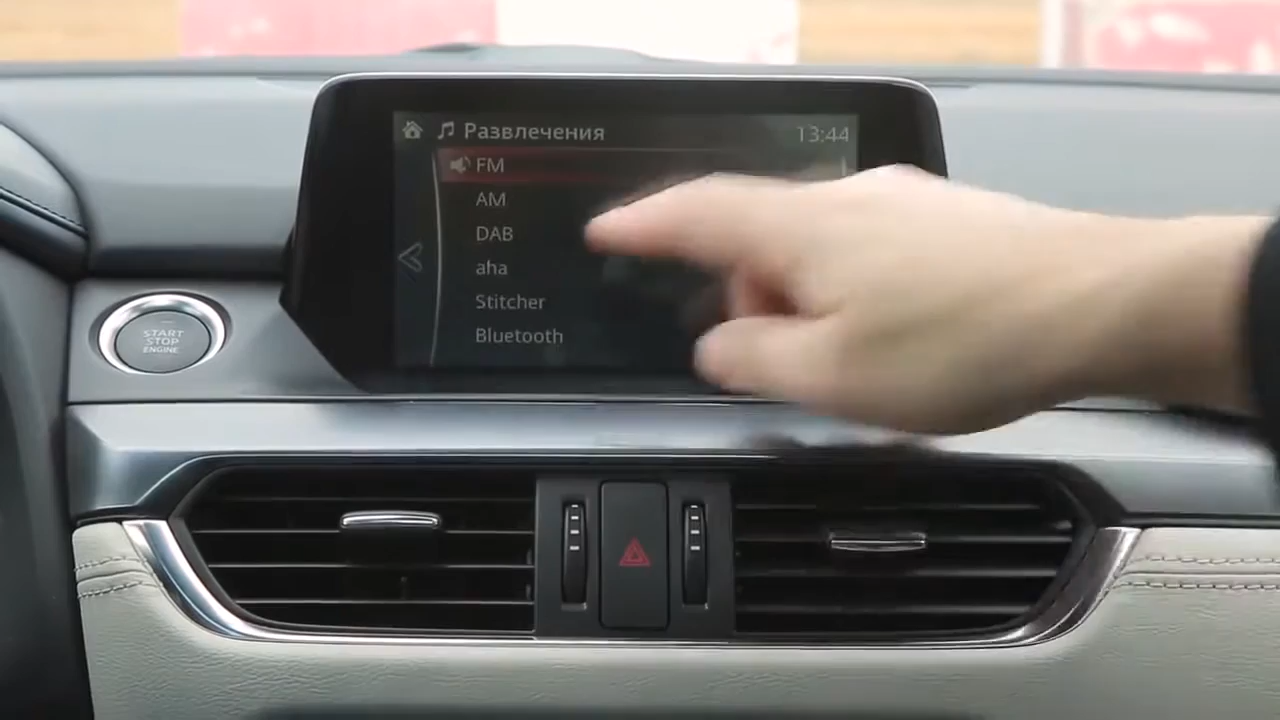 Развлечения 13:44
FM
AM
DAB
aha
Stitcher
Bluetooth
START
STOP
ENGINE